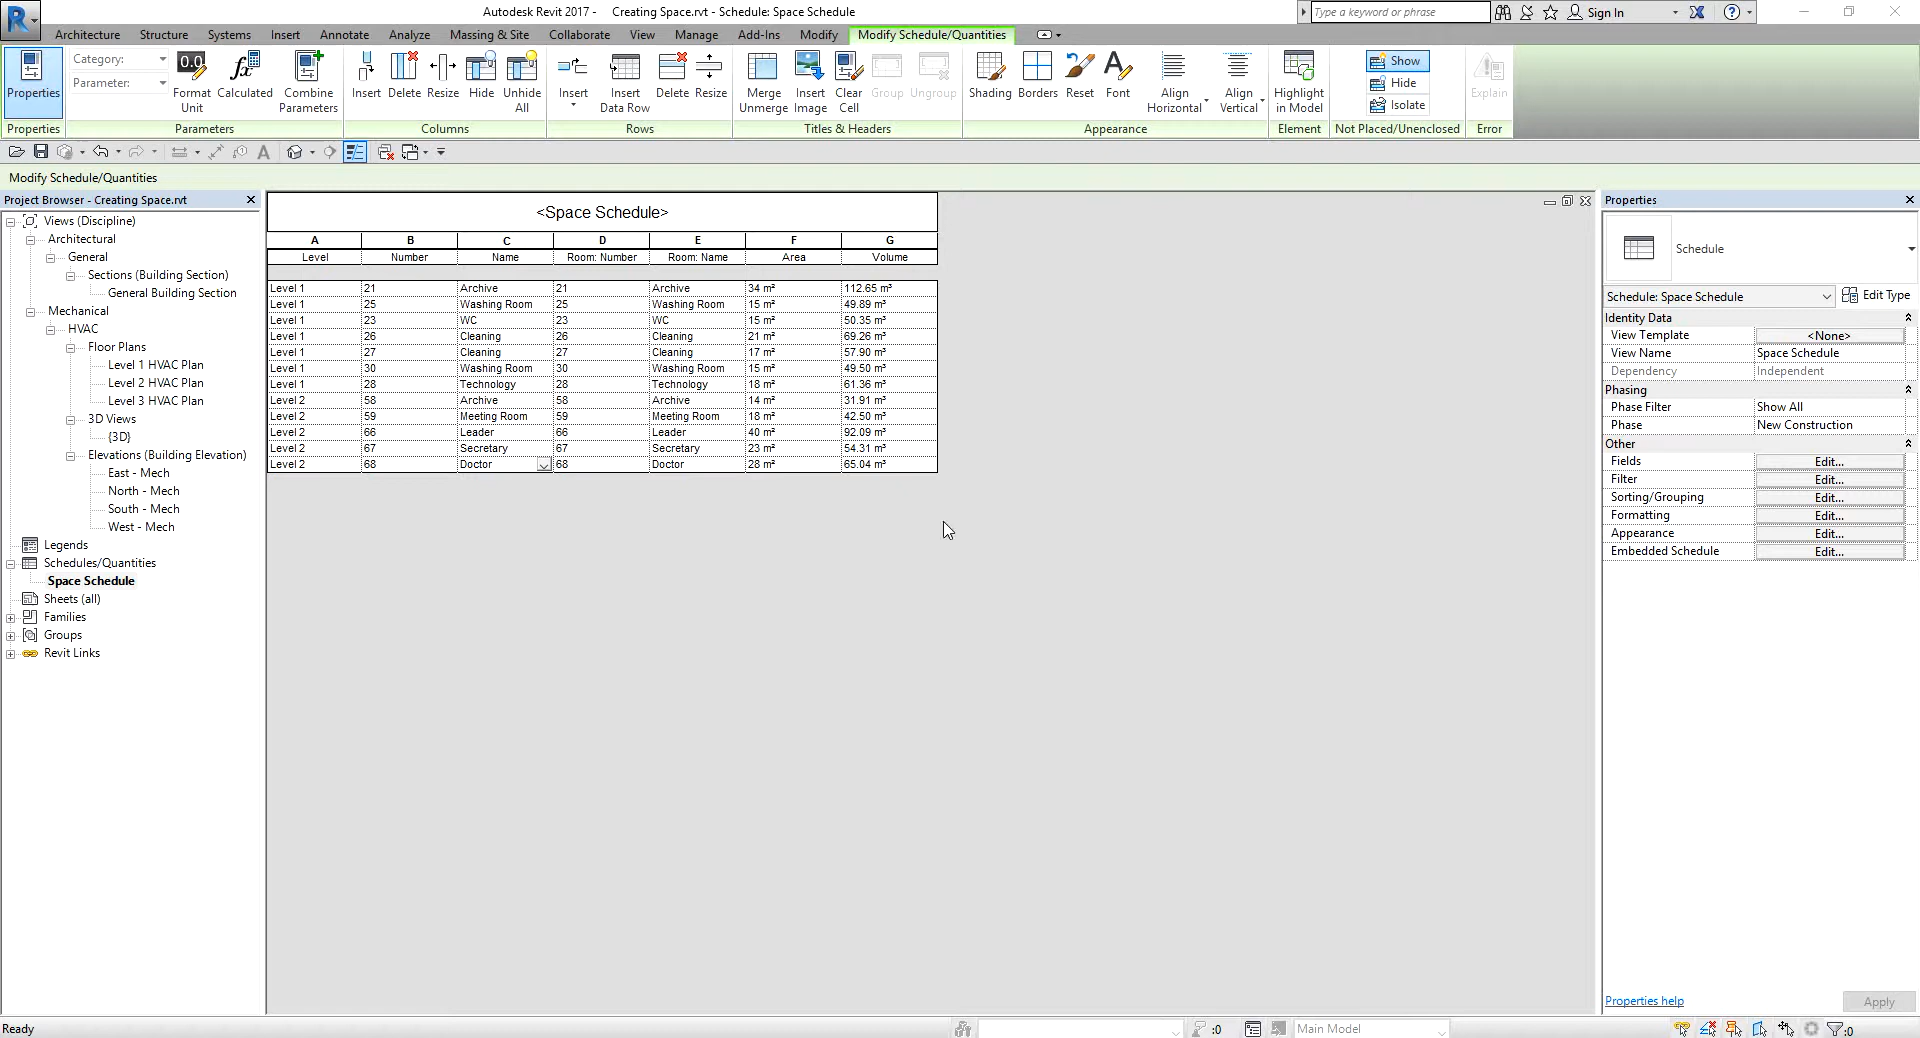 Autodesk Revit 2017 - Creating Space.rvt - Schedule: Space Schedule
Type a keyword or phrase
Sign In
Architecture Structure Systems Insert Annotate Analyze Massing & Site Collaborate View Manage Add-Ins Modify Modify Schedule/Quantities
Properties
Category:
Parameter:
Format Unit
Calculated
Combine Parameters
Insert Delete Resize Hide Unhide All
Insert
Insert Data Row
Delete Resize
Merge Unmerge
Insert Image
Clear Cell
Group Ungroup
Shading Borders Reset Font
Align Horizontal
Align Vertical
Highlight in Model
Show
Hide
Isolate
Explain
Properties Parameters Columns Rows Titles & Headers Appearance Element Not Placed/Unenclosed Error
Modify Schedule/Quantities
Project Browser - Creating Space.rvt
Views (Discipline)
Architectural
General
Sections (Building Section)
General Building Section
Mechanical
HVAC
Floor Plans
Level 1 HVAC Plan
Level 2 HVAC Plan
Level 3 HVAC Plan
3D Views
{3D}
Elevations (Building Elevation)
East - Mech
North - Mech
South - Mech
West - Mech
Legends
Schedules/Quantities
Space Schedule
Sheets (all)
Families
Groups
Revit Links
<Space Schedule>
A B C D E F G
Level Number Name Room: Number Room: Name Area Volume
Level 1 21 Archive 21 Archive 34 m² 112.65 m³
Level 1 25 Washing Room 25 Washing Room 15 m² 49.89 m³
Level 1 23 WC 23 WC 15 m² 50.35 m³
Level 1 26 Cleaning 26 Cleaning 21 m² 69.26 m³
Level 1 27 Cleaning 27 Cleaning 17 m² 57.90 m³
Level 1 30 Washing Room 30 Washing Room 15 m² 49.50 m³
Level 1 28 Technology 28 Technology 18 m² 61.36 m³
Level 2 58 Archive 58 Archive 14 m² 31.91 m³
Level 2 59 Meeting Room 59 Meeting Room 18 m² 42.50 m³
Level 2 66 Leader 66 Leader 40 m² 92.09 m³
Level 2 67 Secretary 67 Secretary 23 m² 54.31 m³
Level 2 68 Doctor 68 Doctor 28 m² 65.04 m³
Properties
Schedule
Schedule: Space Schedule Edit Type
Identity Data
View Template <None>
View Name Space Schedule
Dependency Independent
Phasing
Phase Filter Show All
Phase New Construction
Other
Fields Edit...
Filter Edit...
Sorting/Grouping Edit...
Formatting Edit...
Appearance Edit...
Embedded Schedule Edit...
Properties help Apply
Ready :0 Main Model :0